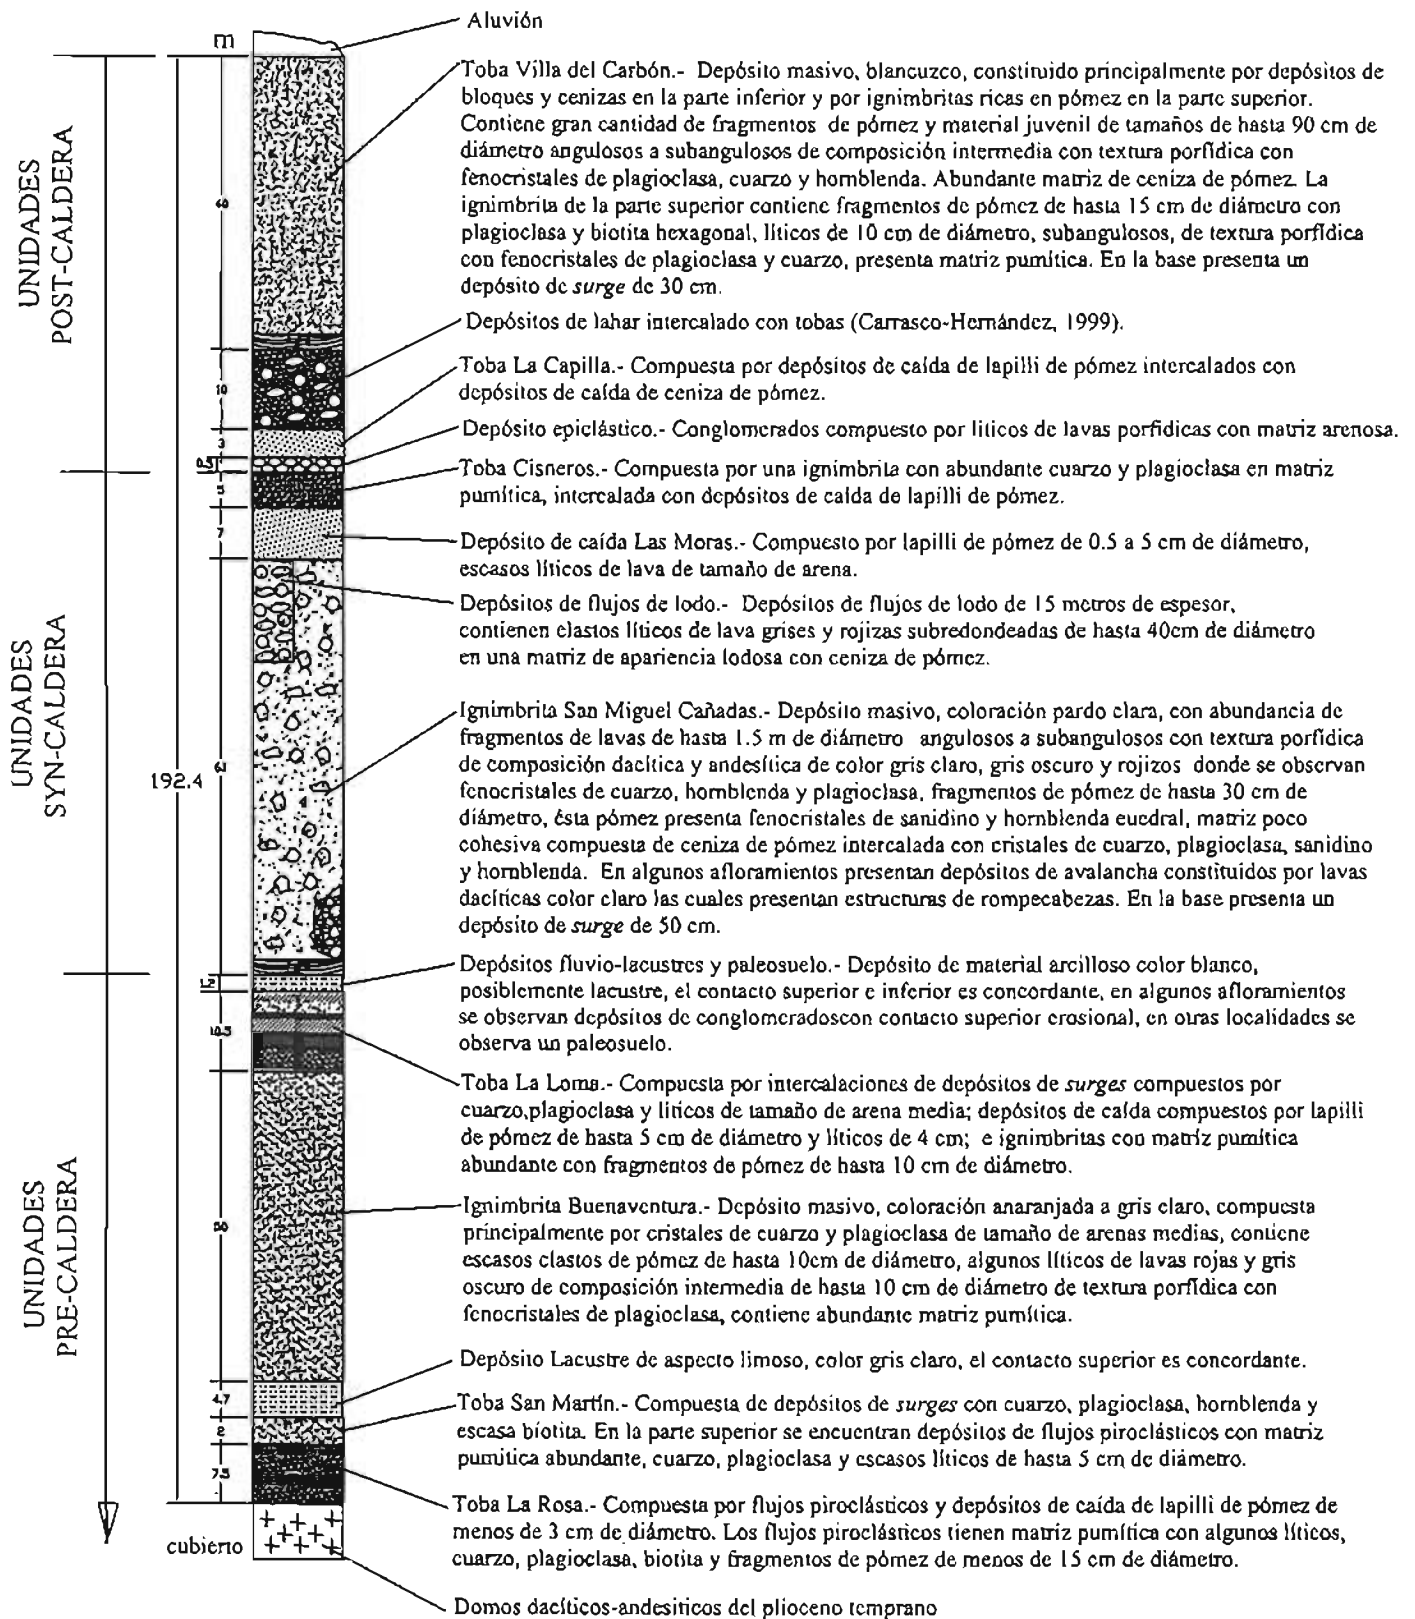 Aluvión
m
Toba Villa del Carbón.- Depósito masivo, blancuzco, constituido principalmente por depósitos de
bloques y cenizas en la parte inferior y por ignimbritas ricas en pómez en la parte superior.
Contiene gran cantidad de fragmentos de pómez y material juvenil de tamaños de hasta 90 cm de
diámetro angulosos a subangulosos de composición intermedia con textura porfídica con
fenocristales de plagioclasa, cuarzo y hornblenda. Abundante matriz de ceniza de pómez. La
ignimbrita de la parte superior contiene fragmentos de pómez de hasta 15 cm de diámetro con
plagioclasa y biotita hexagonal, líticos de 10 cm de diámetro, subangulosos, de textura porfídica
con fenocristales de plagioclasa y cuarzo, presenta matriz pumítica. En la base presenta un
depósito de surge de 30 cm.
UNIDADES
POST-CALDERA
Depósitos de lahar intercalado con tobas (Carrasco-Hernández, 1999).
10
Toba La Capilla.- Compuesta por depósitos de caída de lapilli de pómez intercalados con
depósitos de caída de ceniza de pómez.
3
Depósito epiclástico.- Conglomerados compuesto por líticos de lavas porfídicas con matriz arenosa.
Toba Cisneros.- Compuesta por una ignimbrita con abundante cuarzo y plagioclasa en matriz
pumítica, intercalada con depósitos de caída de lapilli de pómez.
7
Depósito de caída Las Moras.- Compuesto por lapilli de pómez de 0.5 a 5 cm de diámetro,
escasos líticos de lava de tamaño de arena.
Depósitos de flujos de lodo.- Depósitos de flujos de lodo de 15 metros de espesor,
contienen clastos líticos de lava grises y rojizas subredondeadas de hasta 40cm de diámetro
en una matriz de apariencia lodosa con ceniza de pómez.
UNIDADES
SYN-CALDERA
192.4
Ignimbrita San Miguel Cañadas.- Depósito masivo, coloración pardo clara, con abundancia de
fragmentos de lavas de hasta 1.5 m de diámetro angulosos a subangulosos con textura porfídica
de composición dacítica y andesítica de color gris claro, gris oscuro y rojizos donde se observan
fenocristales de cuarzo, hornblenda y plagioclasa, fragmentos de pómez de hasta 30 cm de
diámetro, ésta pómez presenta fenocristales de sanidino y hornblenda euedral, matriz poco
cohesiva compuesta de ceniza de pómez intercalada con cristales de cuarzo, plagioclasa, sanidino
y hornblenda. En algunos afloramientos presentan depósitos de avalancha constituidos por lavas
dacíticas color claro las cuales presentan estructuras de rompecabezas. En la base presenta un
depósito de surge de 50 cm.
Depósitos fluvio-lacustres y paleosuelo.- Depósito de material arcilloso color blanco,
posiblemente lacustre, el contacto superior e inferior es concordante, en algunos afloramientos
se observan depósitos de conglomeradoscon contacto superior erosional, en otras localidades se
observa un paleosuelo.
Toba La Loma.- Compuesta por intercalaciones de depósitos de surges compuestos por
cuarzo,plagioclasa y líticos de tamaño de arena media; depósitos de caída compuestos por lapilli
de pómez de hasta 5 cm de diámetro y líticos de 4 cm; e ignimbritas con matriz pumítica
abundante con fragmentos de pómez de hasta 10 cm de diámetro.
UNIDADES
PRE-CALDERA
Ignimbrita Buenaventura.- Depósito masivo, coloración anaranjada a gris claro, compuesta
principalmente por cristales de cuarzo y plagioclasa de tamaño de arenas medias, contiene
escasos clastos de pómez de hasta 10cm de diámetro, algunos líticos de lavas rojas y gris
oscuro de composición intermedia de hasta 10 cm de diámetro de textura porfídica con
fenocristales de plagioclasa, contiene abundante matriz pumítica.
Depósito Lacustre de aspecto limoso, color gris claro, el contacto superior es concordante.
4.7
Toba San Martín.- Compuesta de depósitos de surges con cuarzo, plagioclasa, hornblenda y
escasa biotita. En la parte superior se encuentran depósitos de flujos piroclásticos con matriz
pumítica abundante, cuarzo, plagioclasa y escasos líticos de hasta 5 cm de diámetro.
7.5
Toba La Rosa.- Compuesta por flujos piroclásticos y depósitos de caída de lapilli de pómez de
menos de 3 cm de diámetro. Los flujos piroclásticos tienen matriz pumítica con algunos líticos,
cuarzo, plagioclasa, biotita y fragmentos de pómez de menos de 15 cm de diámetro.
cubierto
Domos dacíticos-andesíticos del plioceno temprano